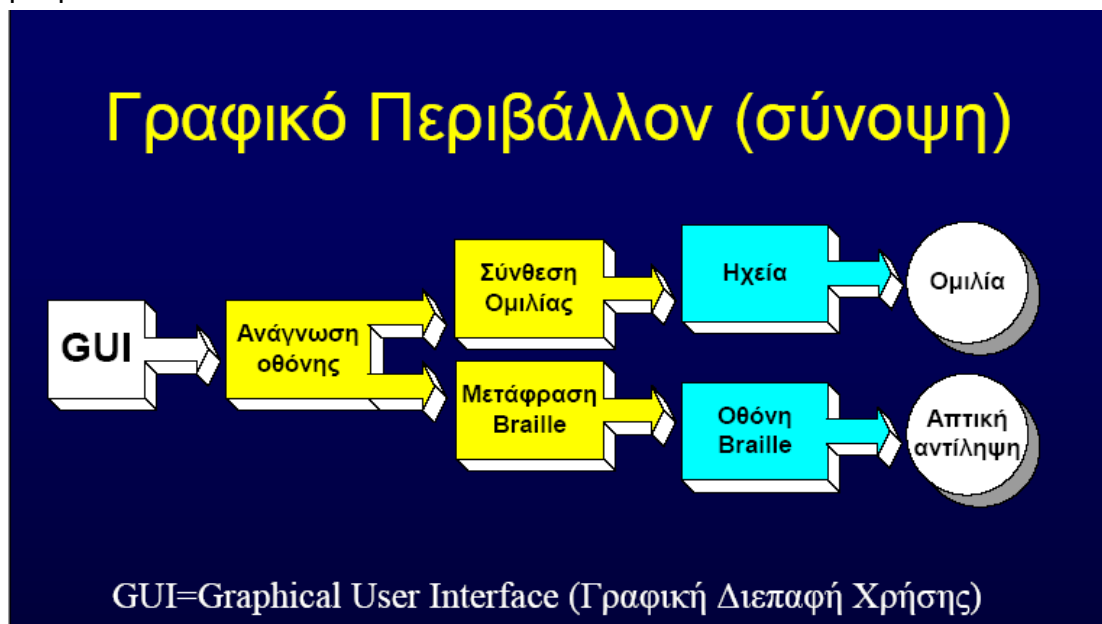 Γραφικό Περιβάλλον (σύνοψη)
GUI
Ανάγνωση
οθόνης
Σύνθεση
Ομιλίας
Ηχεία
Ομιλία
Μετάφραση
Braille
Οθόνη
Braille
Απτική
αντίληψη
GUI=Graphical User Interface (Γραφική Διεπαφή Χρήσης)